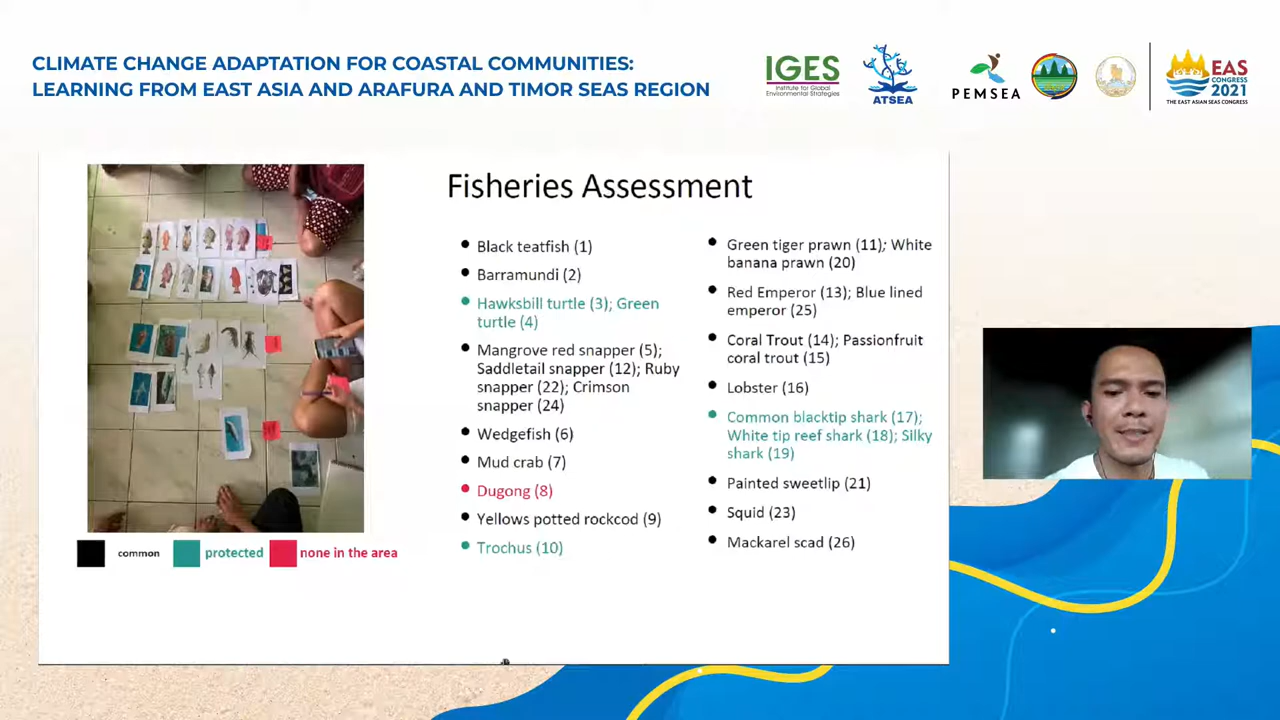 CLIMATE CHANGE ADAPTATION FOR COASTAL COMMUNITIES:
LEARNING FROM EAST ASIA AND ARAFURA AND TIMOR SEAS REGION
IGES
Institute for Global
Environmental Strategies
ATSEA
PEMSEA
EAS
CONGRESS
2021
THE EAST ASIAN SEAS CONGRESS
Fisheries Assessment
Black teatfish (1)
Barramundi (2)
Hawksbill turtle (3); Green
turtle (4)
Mangrove red snapper (5);
Saddletail snapper (12); Ruby
snapper (22); Crimson
snapper (24)
Wedgefish (6)
Mud crab (7)
Dugong (8)
Yellows potted rockcod (9)
Trochus (10)
Green tiger prawn (11); White
banana prawn (20)
Red Emperor (13); Blue lined
emperor (25)
Coral Trout (14); Passionfruit
coral trout (15)
Lobster (16)
Common blacktip shark (17);
White tip reef shark (18); Silky
shark (19)
Painted sweetlip (21)
Squid (23)
Mackarel scad (26)
common
protected
none in the area